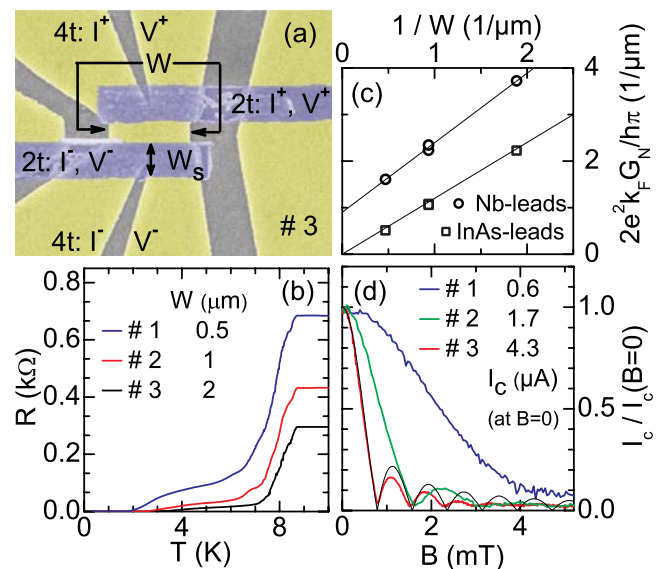 4t: I⁺ V⁺ (a)
W
2t: I⁺, V⁺
2t: I⁻, V⁻ Wₛ
4t: I⁻ V⁻ # 3
1 / W (1/μm)
0 1 2
(c)
4
2
0
2e²k_F G_N/hπ (1/μm)
Nb-leads
InAs-leads
0.8
0.6
0.4
0.2
0.0
R (kΩ)
W (μm) (b)
# 1 0.5
# 2 1
# 3 2
0 4 8
T (K)
(d) # 1 0.6
# 2 1.7
# 3 4.3
I_C (μA)
(at B=0)
1.0
0.5
0.0
I_c / I_c(B=0)
0 2 4
B (mT)